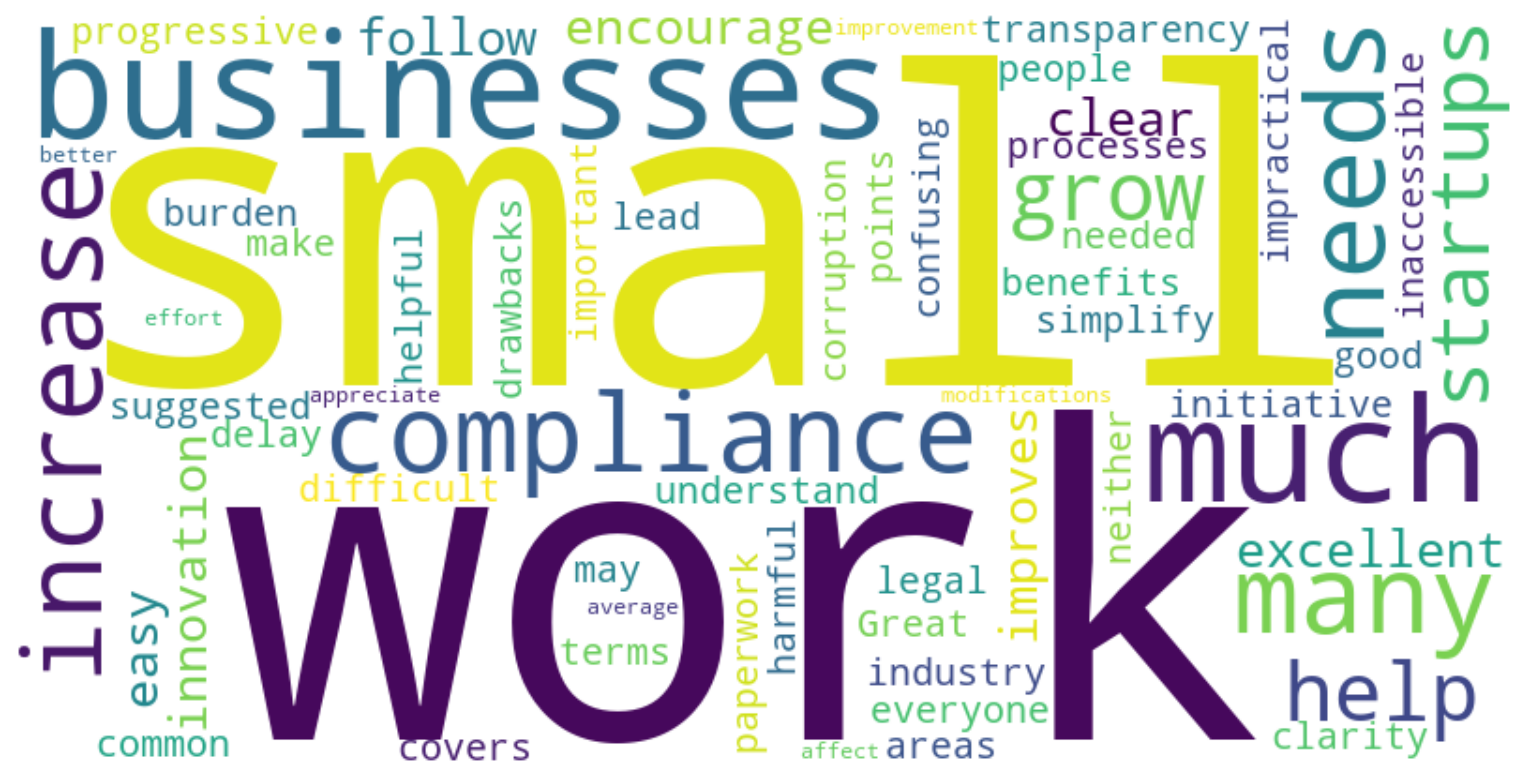 progressive
follow
encourage
improvement
transparency
businesses
small
people
needs
startups
impractical
inaccessible
clear
processes
better
increase
burden
make
helpful
drawbacks
important
lead
corruption
points
confusing
grow
needed
benefits
simplify
effort
good
suggested
appreciate
modifications
initiative
delay
compliance
much
innovation
difficult
understand
improves
neither
work
excellent
many
easy
may
average
terms
paperwork
harmful
legal
Great
industry
everyone
help
clarity
common
covers
affect
areas